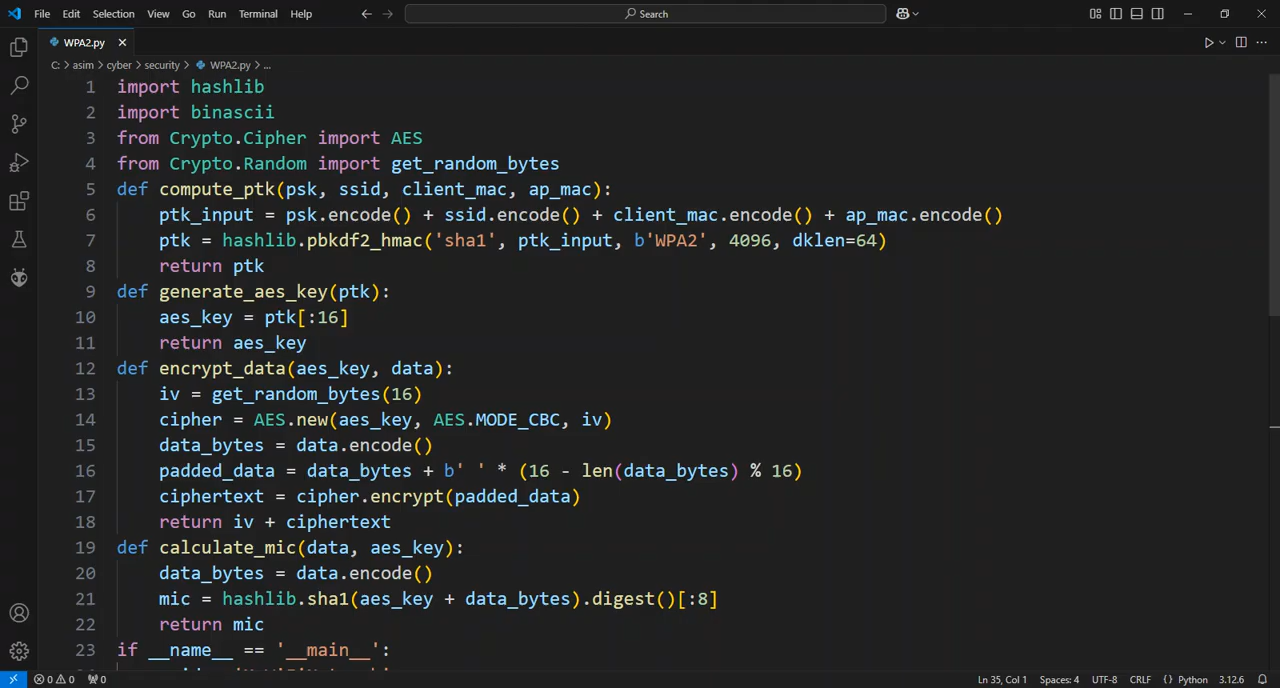 File Edit Selection View Go Run Terminal Help
Search
WPA2.py
C: > asim > cyber > security > WPA2.py > ...
1 import hashlib
2 import binascii
3 from Crypto.Cipher import AES
4 from Crypto.Random import get_random_bytes
5 def compute_ptk(psk, ssid, client_mac, ap_mac):
6     ptk_input = psk.encode() + ssid.encode() + client_mac.encode() + ap_mac.encode()
7     ptk = hashlib.pbkdf2_hmac('sha1', ptk_input, b'WPA2', 4096, dklen=64)
8     return ptk
9 def generate_aes_key(ptk):
10     aes_key = ptk[:16]
11     return aes_key
12 def encrypt_data(aes_key, data):
13     iv = get_random_bytes(16)
14     cipher = AES.new(aes_key, AES.MODE_CBC, iv)
15     data_bytes = data.encode()
16     padded_data = data_bytes + b' ' * (16 - len(data_bytes) % 16)
17     ciphertext = cipher.encrypt(padded_data)
18     return iv + ciphertext
19 def calculate_mic(data, aes_key):
20     data_bytes = data.encode()
21     mic = hashlib.sha1(aes_key + data_bytes).digest()[:8]
22     return mic
23 if __name__ == '__main__':
0 0 0 Ln 35, Col 1 Spaces: 4 UTF-8 CRLF {} Python 3.12.6